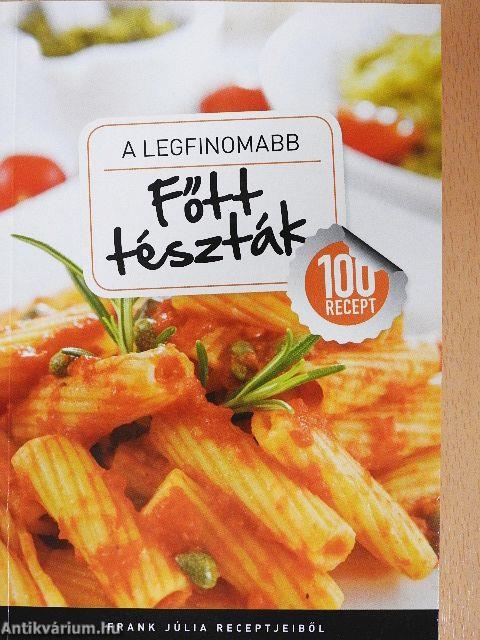 A LEGFINOMABB
Főtt
tészták
100
RECEPT
FRANK JÚLIA RECEPTJEIBŐL
Antikvárium.hu